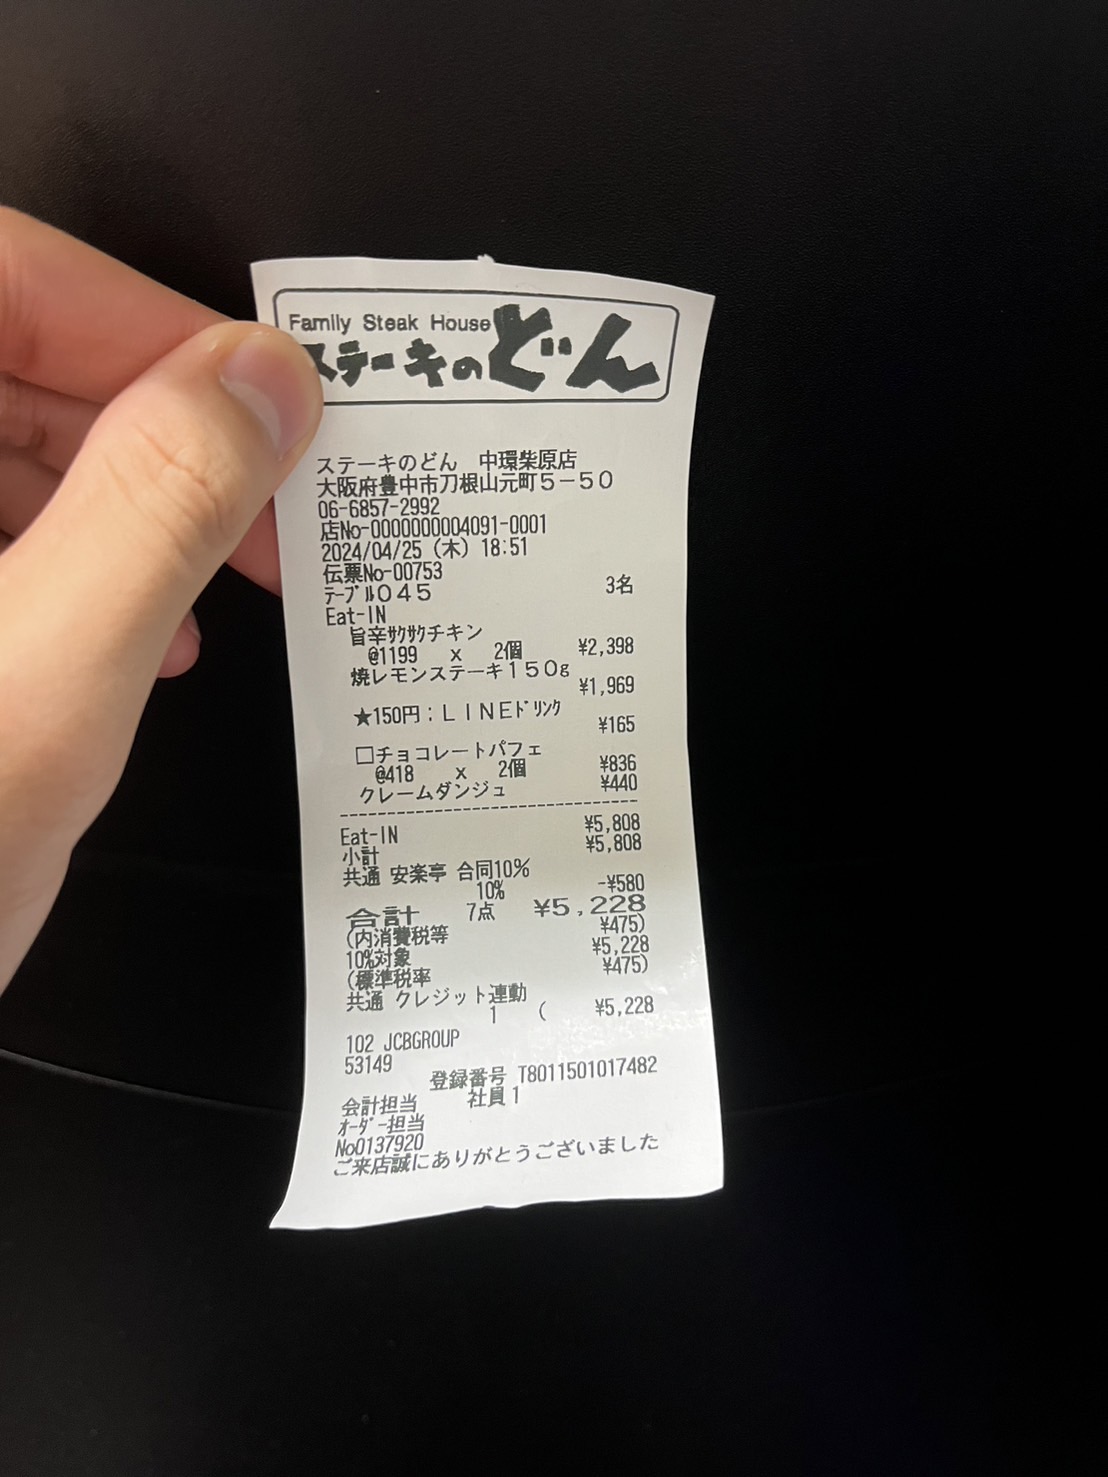 Family Steak House
ステーキのどん
ステーキのどん 中環柴原店
大阪府豊中市刀根山元町5-50
06-6857-2992
店No-0000000004091-0001
2024/04/25 (木) 18:51
伝票No-00753
テーブル045 3名
Eat-IN
旨辛サクサクチキン
@1199 x 2個 ¥2,398
焼レモンステーキ150g
¥1,969
★150円:LINEドリンク
¥165
□チョコレートパフェ
@418 x 2個 ¥836
クレームダンジュ ¥440
Eat-IN ¥5,808
小計 ¥5,808
共通 安楽亭 合同10%
10% -¥580
合計 7点 ¥5,228
(内消費税等 ¥475)
10%対象 ¥5,228
(標準税率 ¥475)
共通 クレジット連動
1 ( ¥5,228
102 JCBGROUP
53149
登録番号 T8011501017482
会計担当 社員1
オーダー担当
No0137920
ご来店誠にありがとうございました